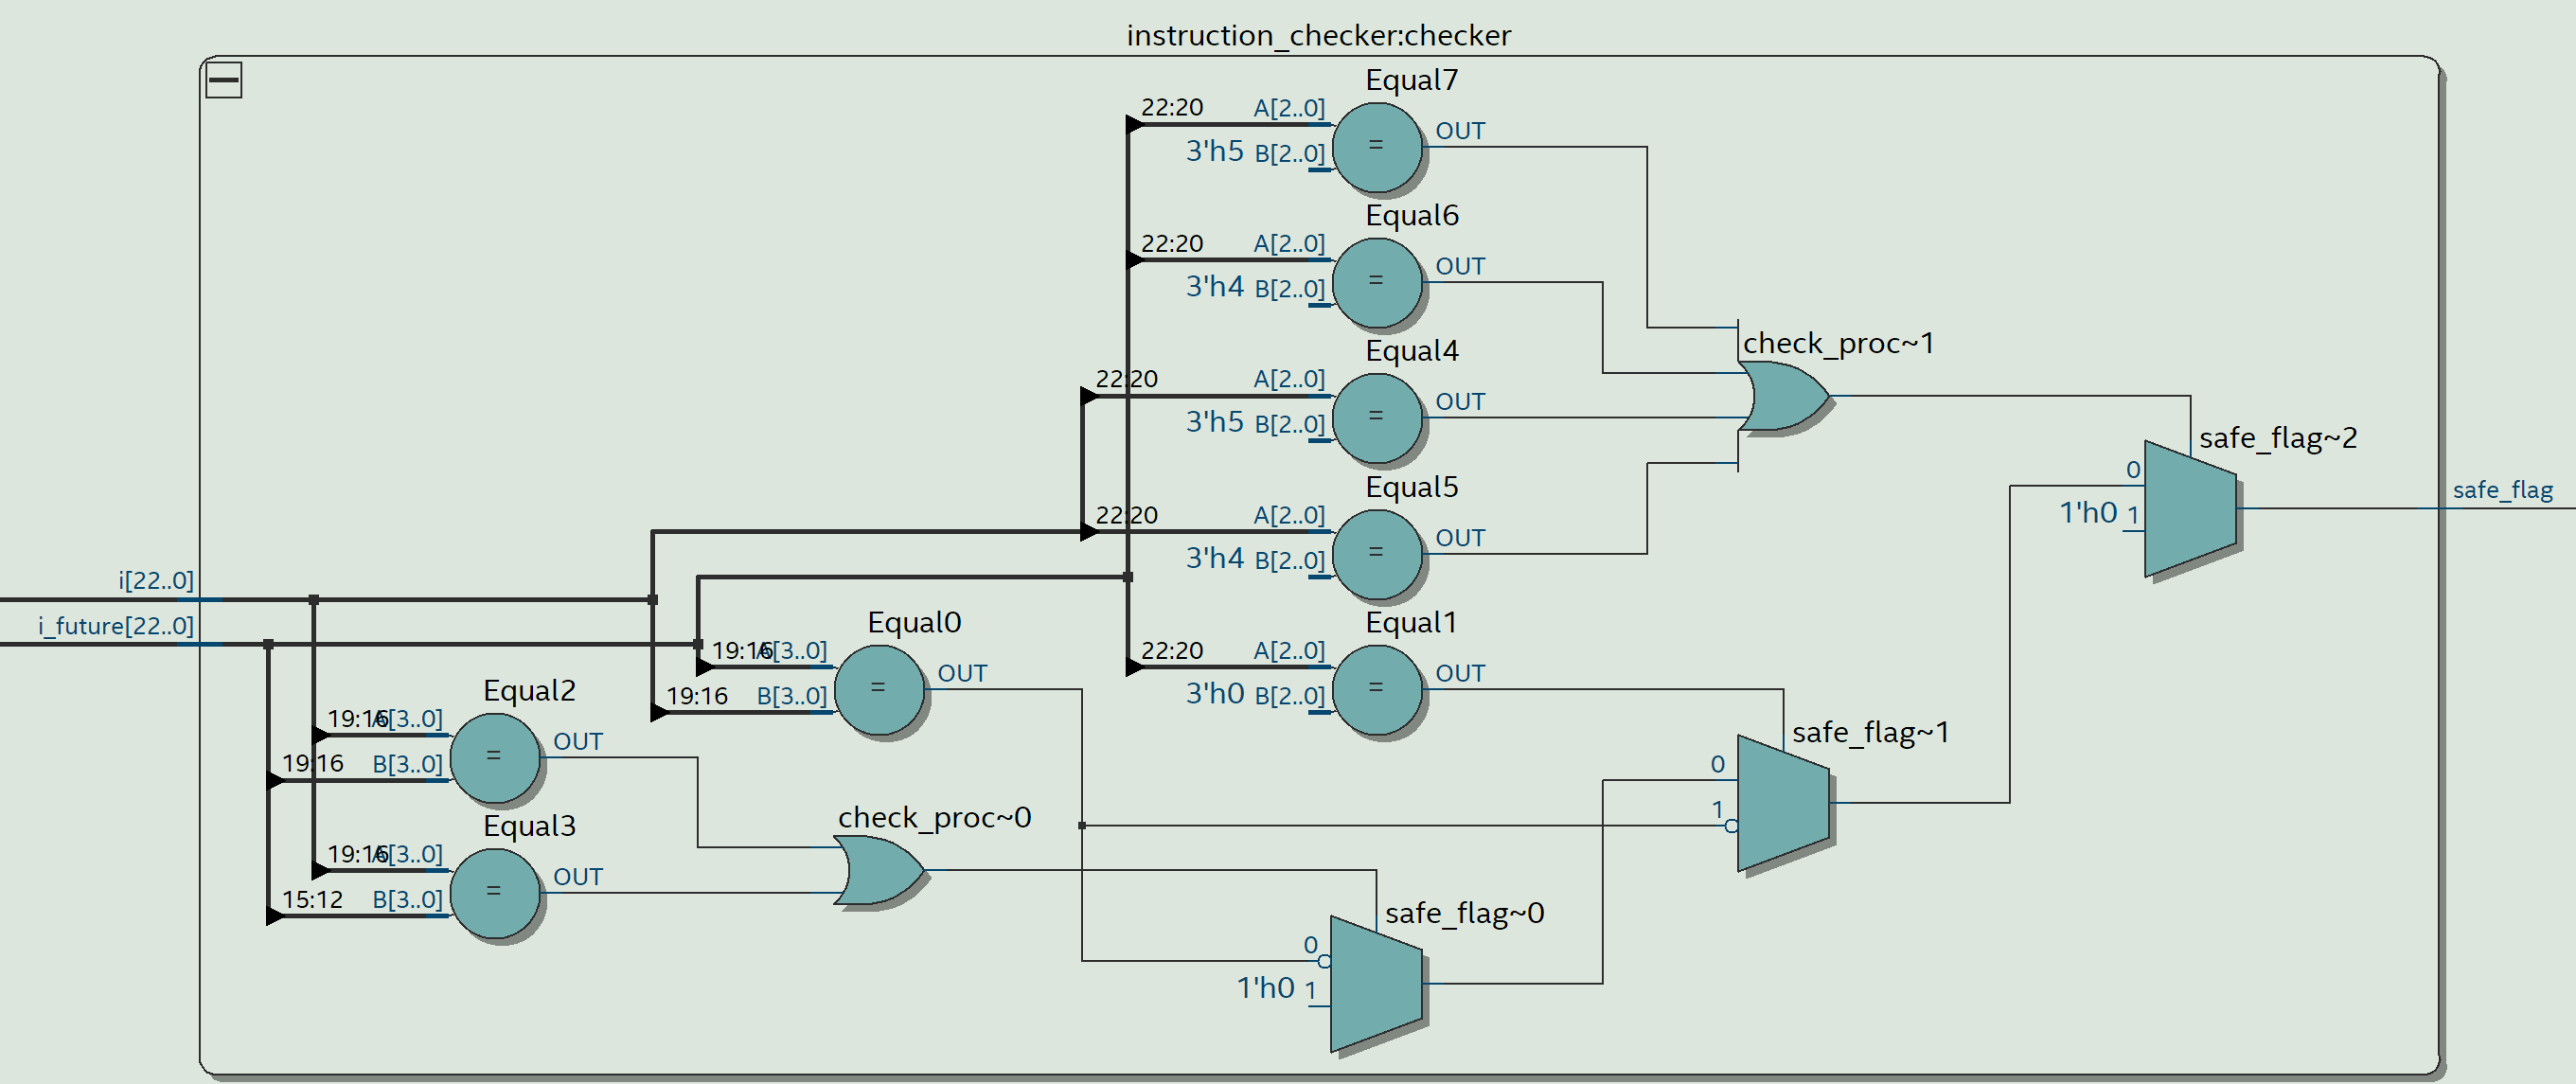 instruction_checker:checker
Equal7
22:20 A[2..0]
3'h5 B[2..0]
=
OUT
Equal6
22:20 A[2..0]
3'h4 B[2..0]
=
OUT
Equal4
22:20 A[2..0]
3'h5 B[2..0]
=
OUT
check_proc~1
Equal5
22:20 A[2..0]
3'h4 B[2..0]
=
OUT
safe_flag~2
0
1'h0 1
safe_flag
i[22..0]
i_future[22..0]
Equal0
19:16 A[3..0]
19:16 B[3..0]
=
OUT
Equal1
22:20 A[2..0]
3'h0 B[2..0]
=
OUT
Equal2
19:16 A[3..0]
19:16 B[3..0]
=
OUT
safe_flag~1
0
1
Equal3
19:16 A[3..0]
15:12 B[3..0]
=
OUT
check_proc~0
safe_flag~0
0
1'h0 1